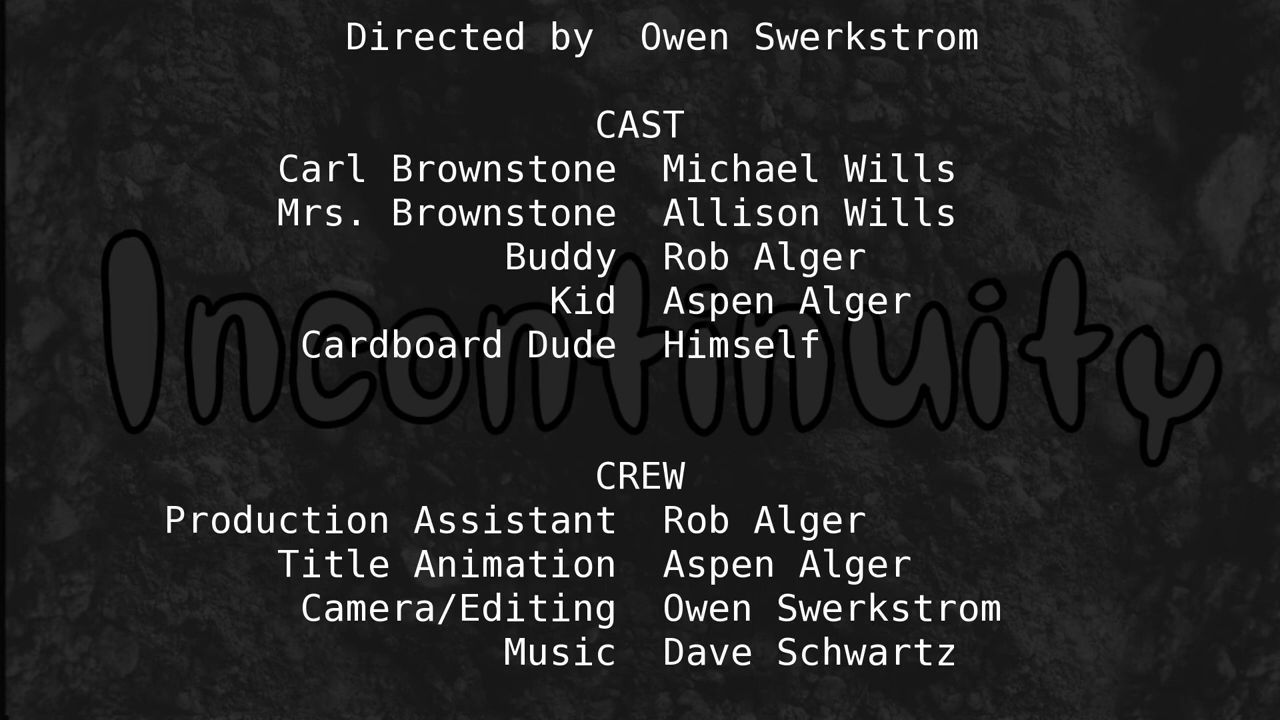 Directed by Owen Swerkstrom
CAST
Carl Brownstone Michael Wills
Mrs. Brownstone Allison Wills
Buddy Rob Alger
Kid Aspen Alger
Cardboard Dude Himself
Incontinuity
CREW
Production Assistant Rob Alger
Title Animation Aspen Alger
Camera/Editing Owen Swerkstrom
Music Dave Schwartz